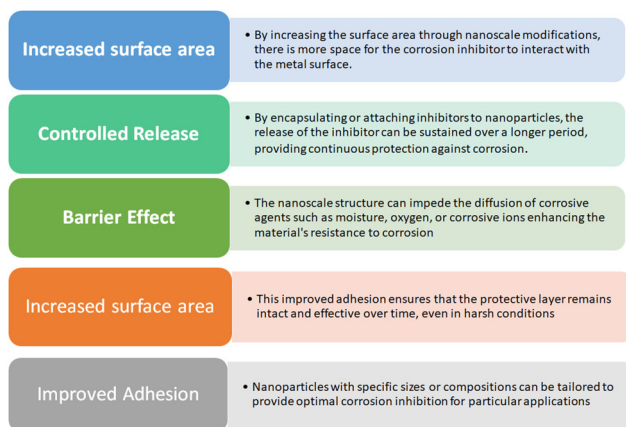 Increased surface area
• By increasing the surface area through nanoscale modifications,
there is more space for the corrosion inhibitor to interact with
the metal surface.
Controlled Release
• By encapsulating or attaching inhibitors to nanoparticles, the
release of the inhibitor can be sustained over a longer period,
providing continuous protection against corrosion.
Barrier Effect
• The nanoscale structure can impede the diffusion of corrosive
agents such as moisture, oxygen, or corrosive ions enhancing the
material's resistance to corrosion
Increased surface area
• This improved adhesion ensures that the protective layer remains
intact and effective over time, even in harsh conditions
Improved Adhesion
• Nanoparticles with specific sizes or compositions can be tailored to
provide optimal corrosion inhibition for particular applications